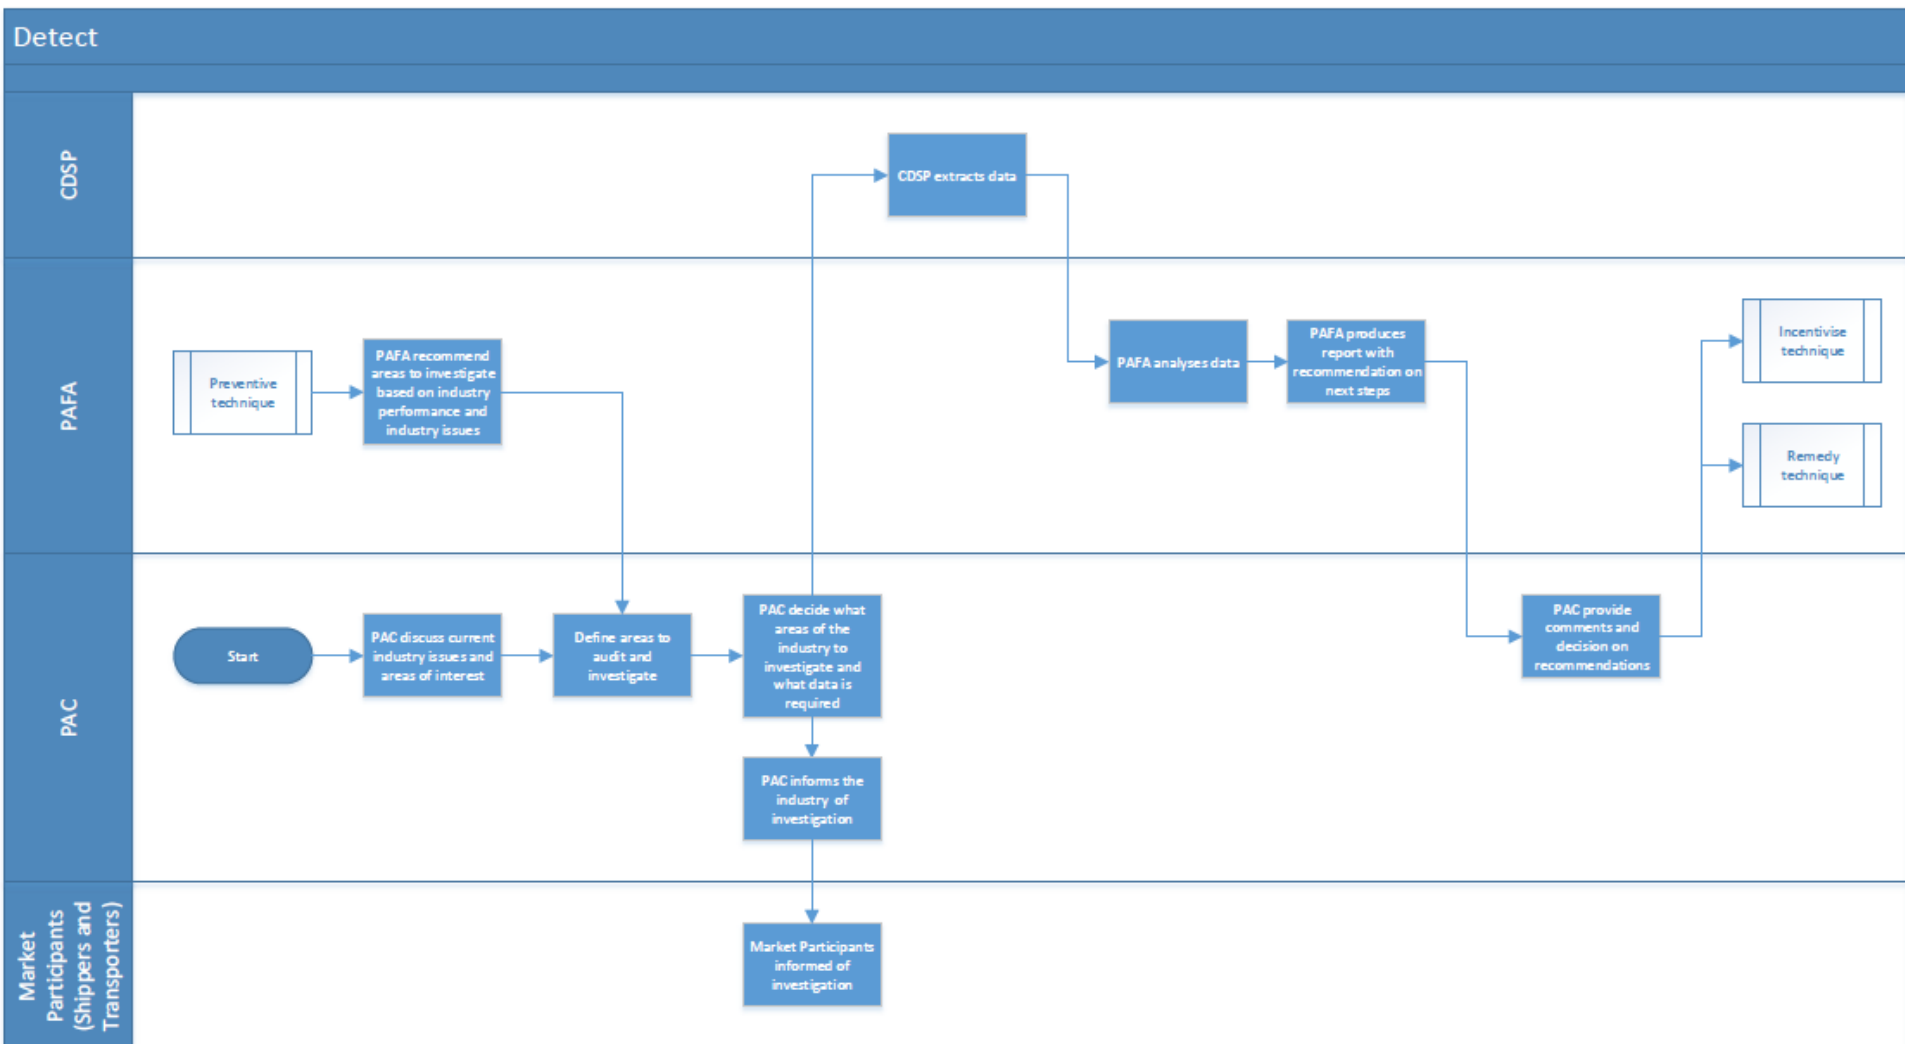 Detect
CDSP
CDSP extracts data
PAFA
Preventive
technique
PAFA recommend
areas to investigate
based on industry
performance and
industry issues
PAFA analyses data
PAFA produces
report with
recommendation on
next steps
Incentivise
technique
Remedy
technique
PAC
Start
PAC discuss current
industry issues and
areas of interest
Define areas to
audit and
investigate
PAC decide what
areas of the
industry to
investigate and
what data is
required
PAC informs the
industry of
investigation
PAC provide
comments and
decision on
recommendations
Market
Participants
(Shippers and
Transporters)
Market Participants
informed of
investigation